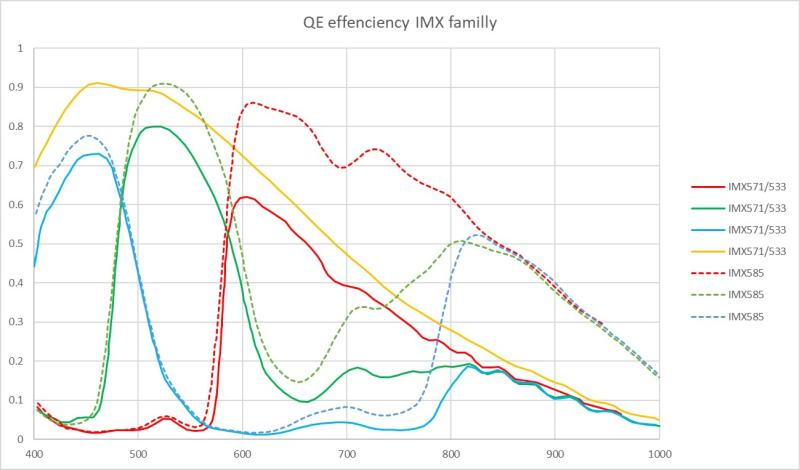 QE effenciency IMX familly
1
0.9
0.8
0.7
0.6
0.5
0.4
0.3
0.2
0.1
0
400 500 600 700 800 900 1000
IMX571/533
IMX571/533
IMX571/533
IMX571/533
IMX585
IMX585
IMX585